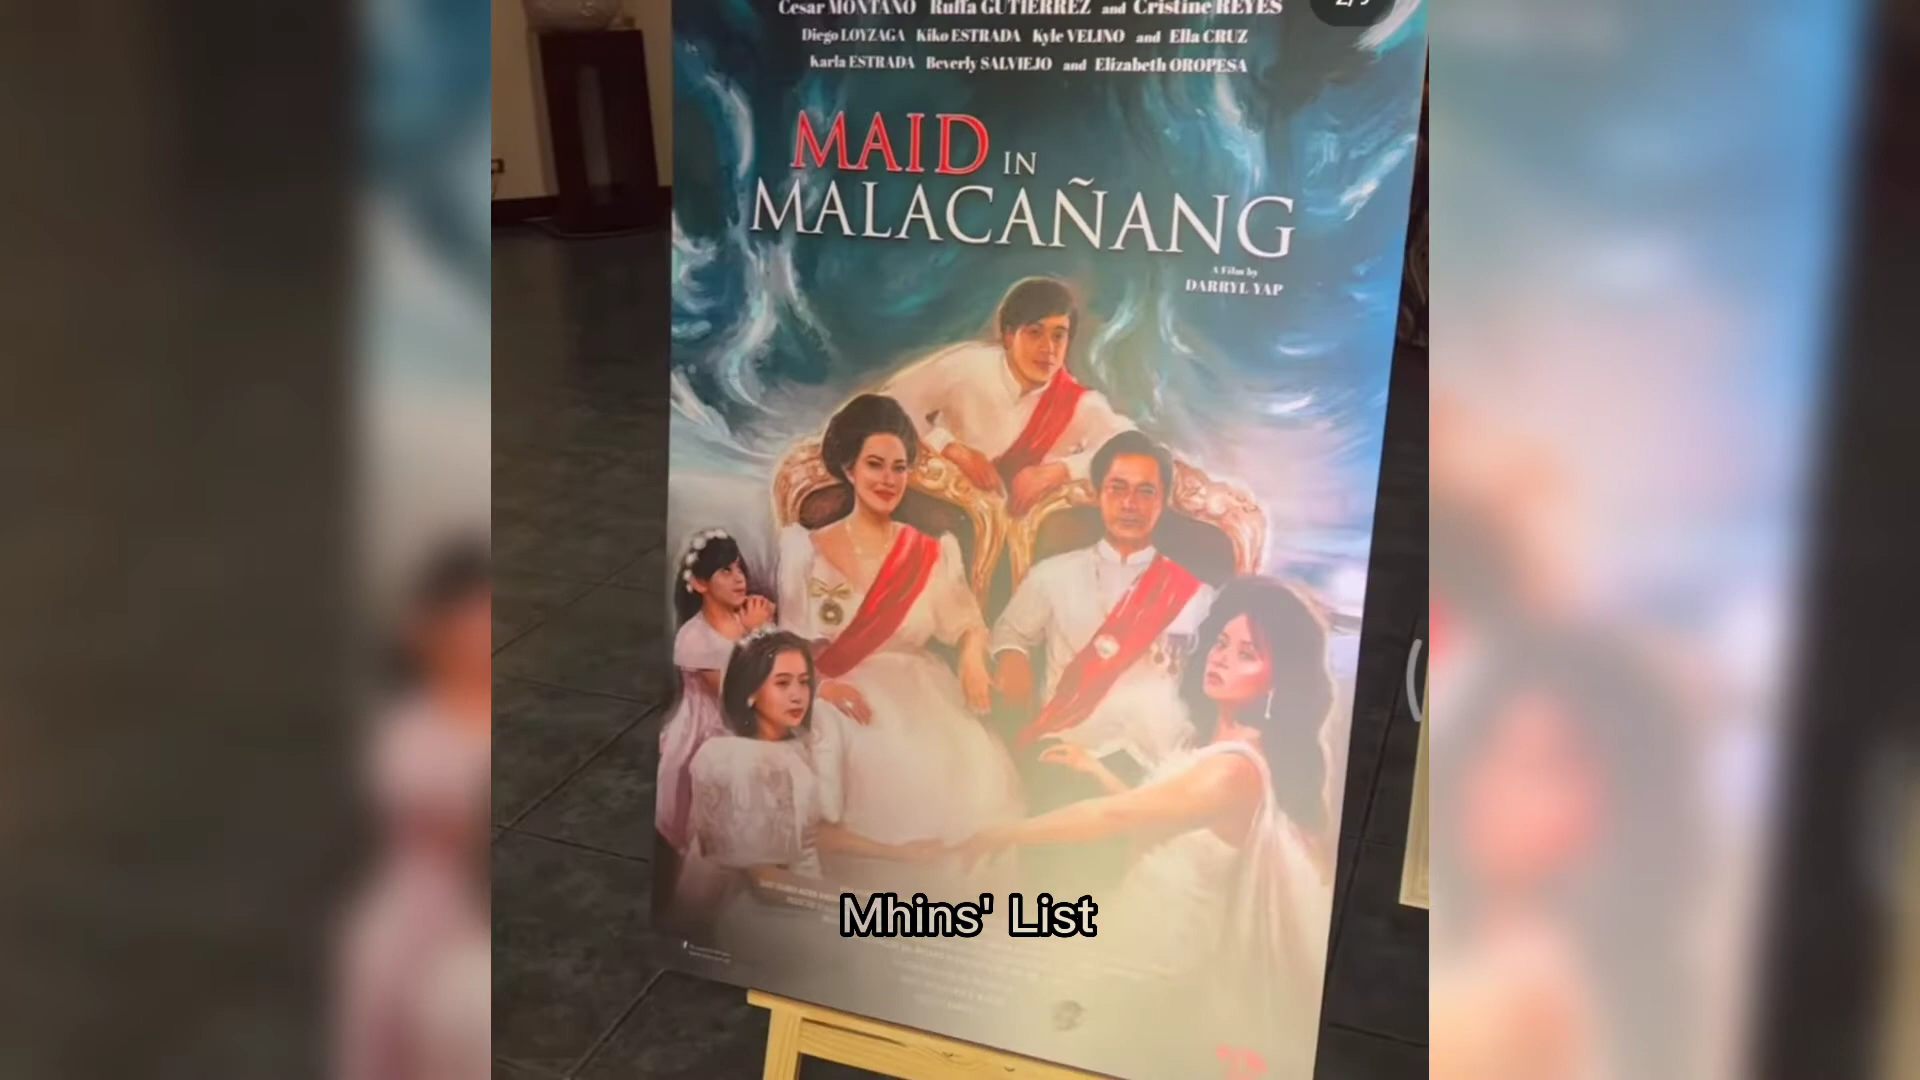 Cesar MONTANO Ruffa GUTIERREZ and Cristine REYES
Diego LOYZAGA Kiko ESTRADA Kyle VELINO and Ella CRUZ
Karla ESTRADA Beverly SALVIEJO and Elizabeth OROPESA
MAID IN
MALACAÑANG
A Film by
DARRYL YAP
Mhins' List